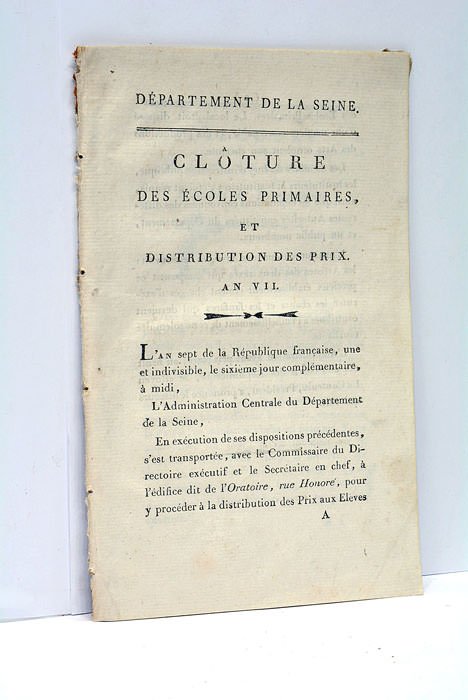 DÉPARTEMENT DE LA SEINE.
CLÔTURE
DES ÉCOLES PRIMAIRES,
ET
DISTRIBUTION DES PRIX.
AN VII.
L'AN sept de la République française, une
et indivisible, le sixième jour complémentaire,
à midi,
L'Administration Centrale du Département
de la Seine,
En exécution de ses dispositions précédentes,
s'est transportée, avec le Commissaire du Di-
rectoire exécutif et le Secrétaire en chef, à
l'édifice dit de l'Oratoire, rue Honoré, pour
y procéder à la distribution des Prix aux Eleves
A